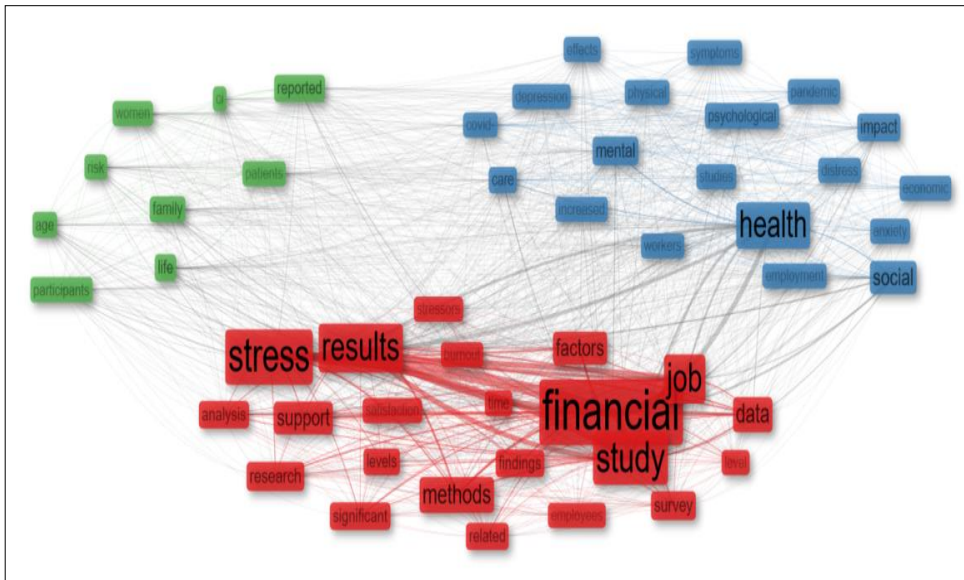 effects
symptoms
reported
depression
physical
pandemic
women
covid-
psychological
impact
mental
risk
patients
care
studies
distress
economic
family
increased
age
health
anxiety
workers
life
employment
social
participants
stressors
stress
results
burnout
factors
job
analysis
support
satisfaction
time
financial
data
research
levels
findings
study
level
methods
significant
related
employees
survey